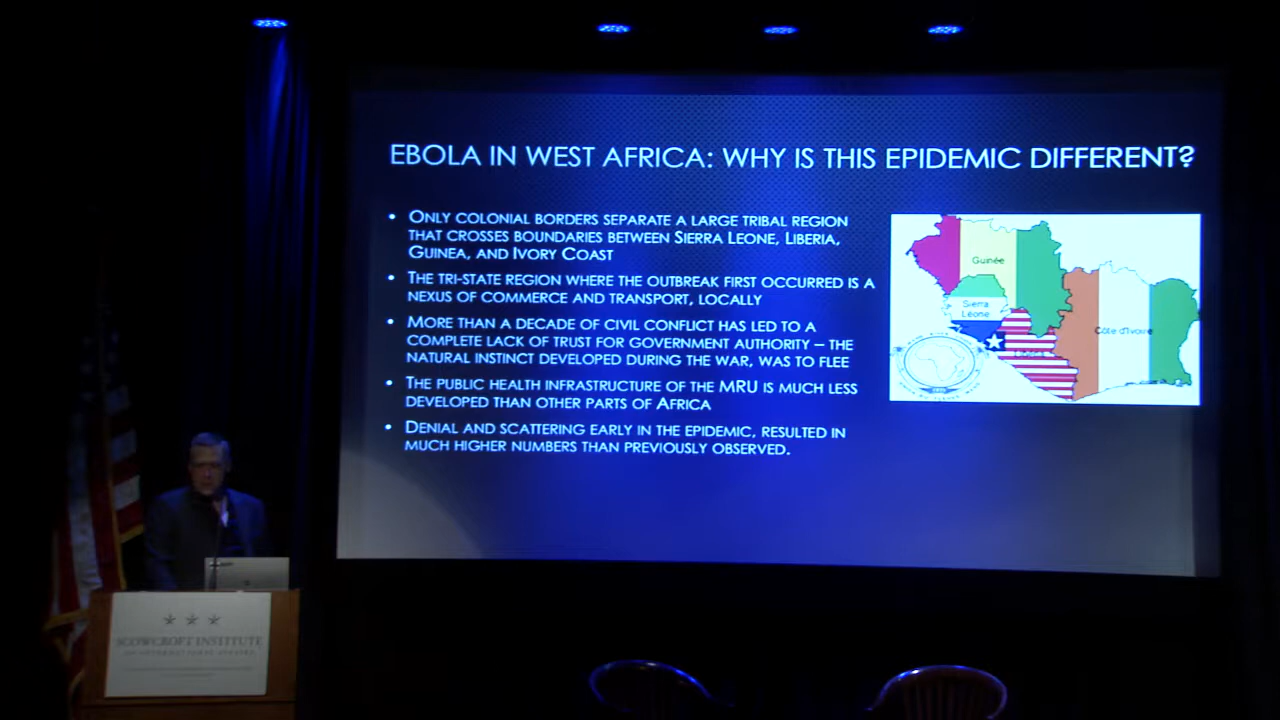 EBOLA IN WEST AFRICA: WHY IS THIS EPIDEMIC DIFFERENT?
• ONLY COLONIAL BORDERS SEPARATE A LARGE TRIBAL REGION
THAT CROSSES BOUNDARIES BETWEEN SIERRA LEONE, LIBERIA,
GUINEA, AND IVORY COAST
• THE TRI-STATE REGION WHERE THE OUTBREAK FIRST OCCURRED IS A
NEXUS OF COMMERCE AND TRANSPORT, LOCALLY
• MORE THAN A DECADE OF CIVIL CONFLICT HAS LED TO A
COMPLETE LACK OF TRUST FOR GOVERNMENT AUTHORITY – THE
NATURAL INSTINCT DEVELOPED DURING THE WAR, WAS TO FLEE
• THE PUBLIC HEALTH INFRASTRUCTURE OF THE MRU IS MUCH LESS
DEVELOPED THAN OTHER PARTS OF AFRICA
• DENIAL AND SCATTERING EARLY IN THE EPIDEMIC, RESULTED IN
MUCH HIGHER NUMBERS THAN PREVIOUSLY OBSERVED.
Guinée
Sierra
Léone
Côte d'Ivoire
SCOWCROFT INSTITUTE
OF INTERNATIONAL AFFAIRS